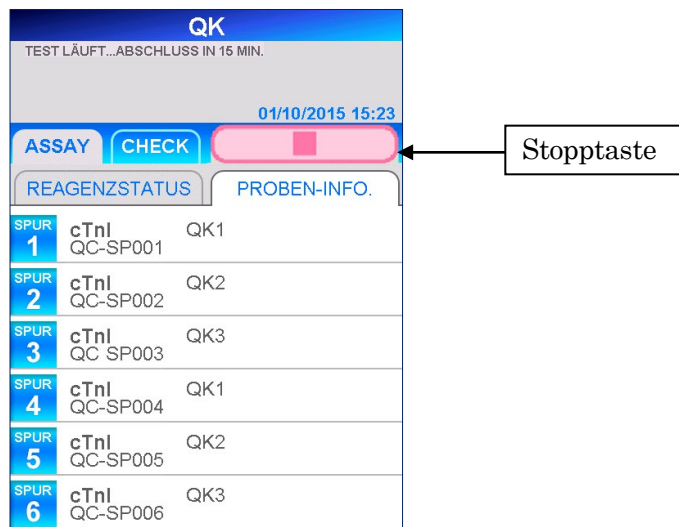 QK
TEST LÄUFT...ABSCHLUSS IN 15 MIN.
01/10/2015 15:23
ASSAY CHECK
Stopptaste
REAGENZSTATUS PROBEN-INFO.
SPUR 1 cTnI QK1
QC-SP001
SPUR 2 cTnI QK2
QC-SP002
SPUR 3 cTnI QK3
QC SP003
SPUR 4 cTnI QK1
QC-SP004
SPUR 5 cTnI QK2
QC-SP005
SPUR 6 cTnI QK3
QC-SP006